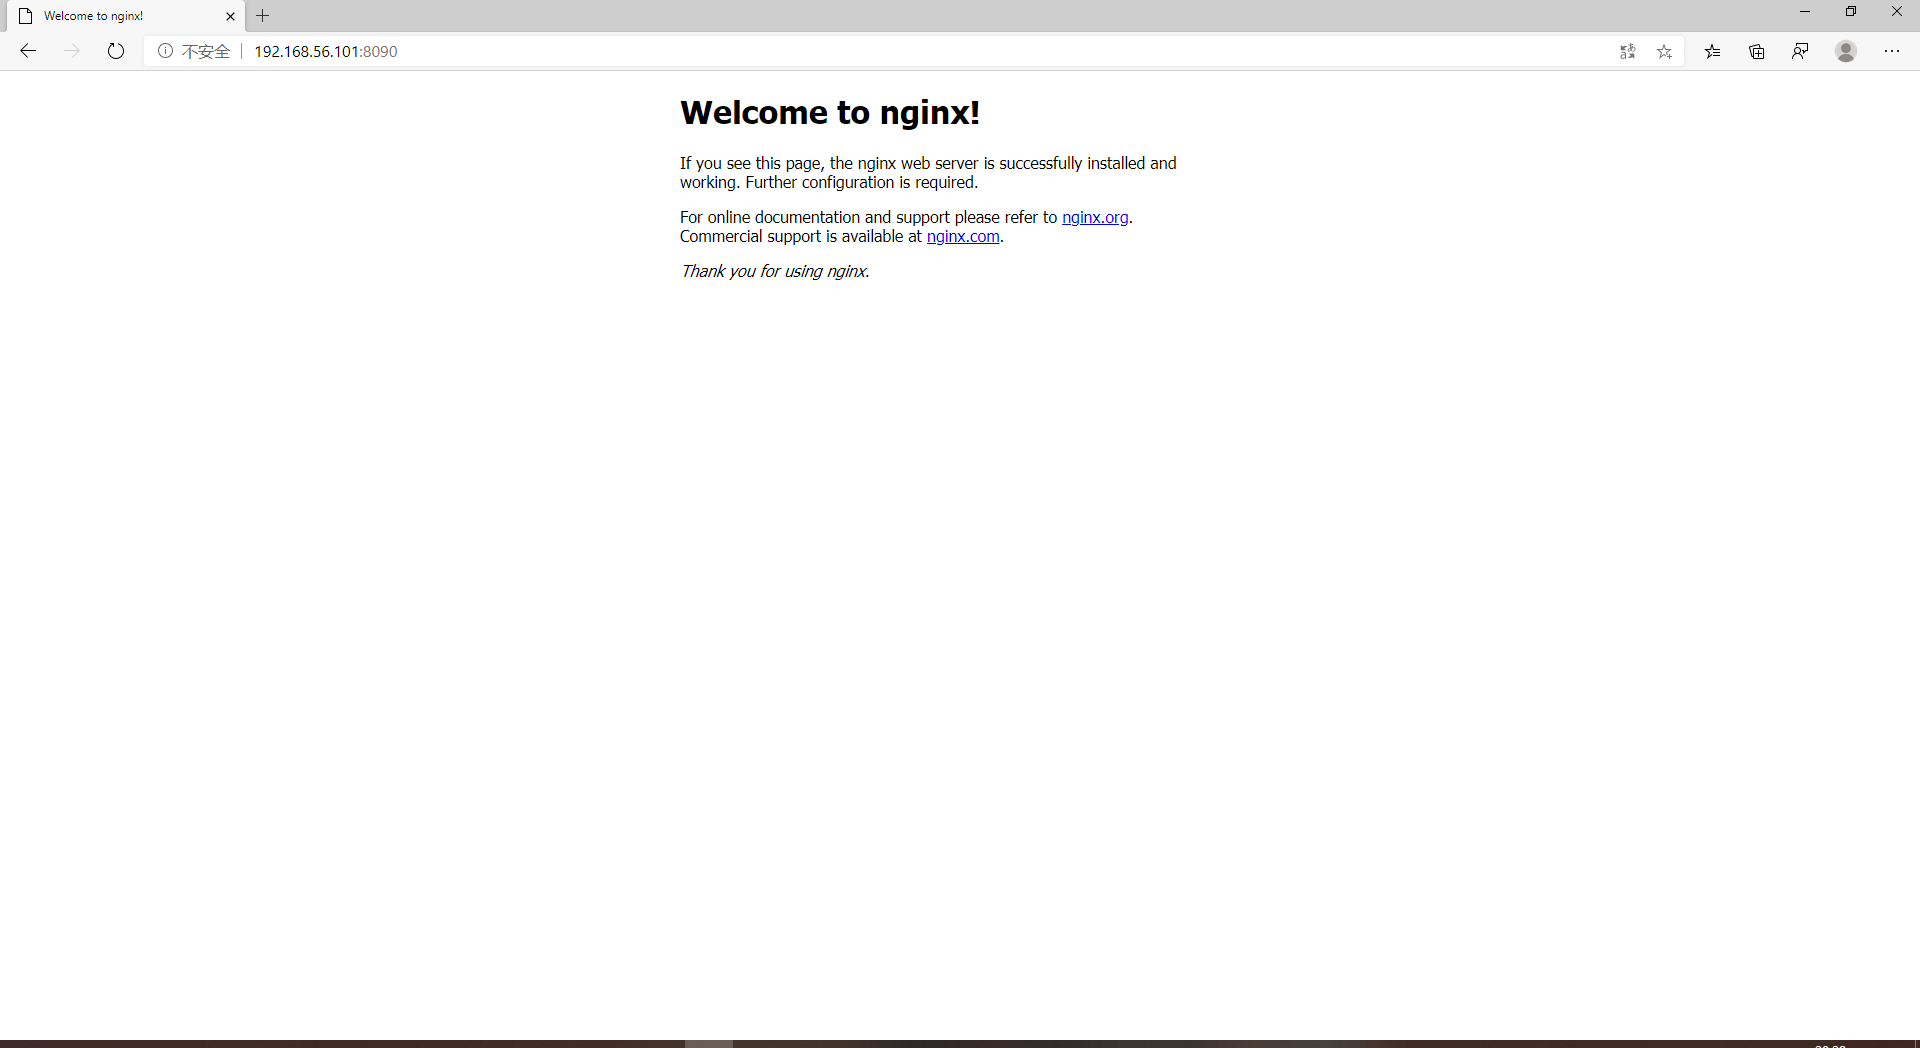 Welcome to nginx!
不安全 192.168.56.101:8090
Welcome to nginx!
If you see this page, the nginx web server is successfully installed and
working. Further configuration is required.
For online documentation and support please refer to nginx.org.
Commercial support is available at nginx.com.
Thank you for using nginx.